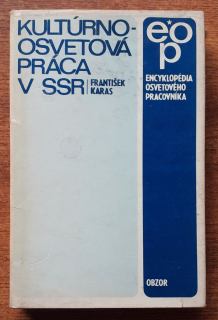 KULTÚRNO-
OSVETOVÁ
PRÁCA
V SSR
FRANTIŠEK
KARAS
eop
ENCYKLOPÉDIA
OSVETOVÉHO
PRACOVNÍKA
OBZOR